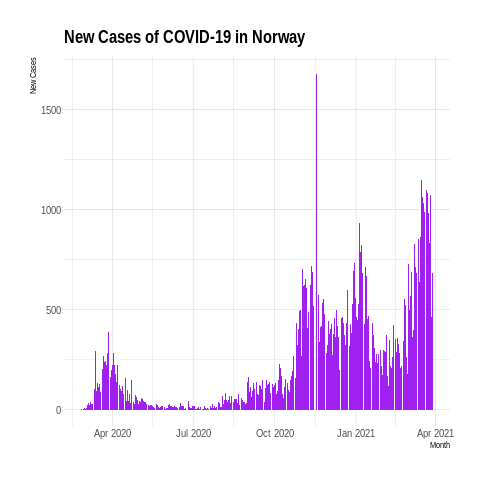 New Cases of COVID-19 in Norway
New Cases
1500
1000
500
0
Apr 2020 Jul 2020 Oct 2020 Jan 2021 Apr 2021
Month